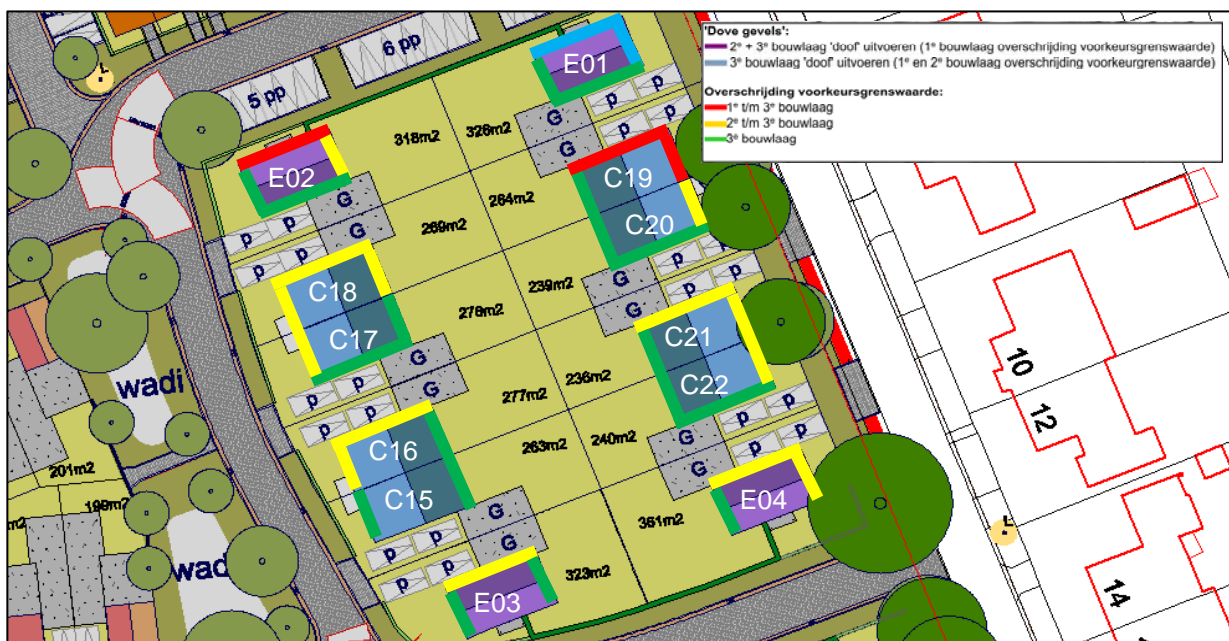 'Dove gevels':
2e + 3e bouwlaag 'doof' uitvoeren (1e bouwlaag overschrijding voorkeursgrenswaarde)
3e bouwlaag 'doof' uitvoeren (1e en 2e bouwlaag overschrijding voorkeurgrenswaarde)
Overschrijding voorkeursgrenswaarde:
1e t/m 3e bouwlaag
2e t/m 3e bouwlaag
3e bouwlaag
6 pp
5 pp
E01
P P
P P
G
G
318m2
326m2
E02
G
G
P P
P P
C19
C20
264m2
269m2
P P
P P
C18
C17
239m2
278m2
G
G
C21
C22
10
12
wadi
G
G
P P
P P
236m2
277m2
C16
C15
263m2
240m2
G
G
P P
P P
E04
361m2
201m2
199m2
m2
wadi
G
G
P P
P P
E03
323m2
14
L
L